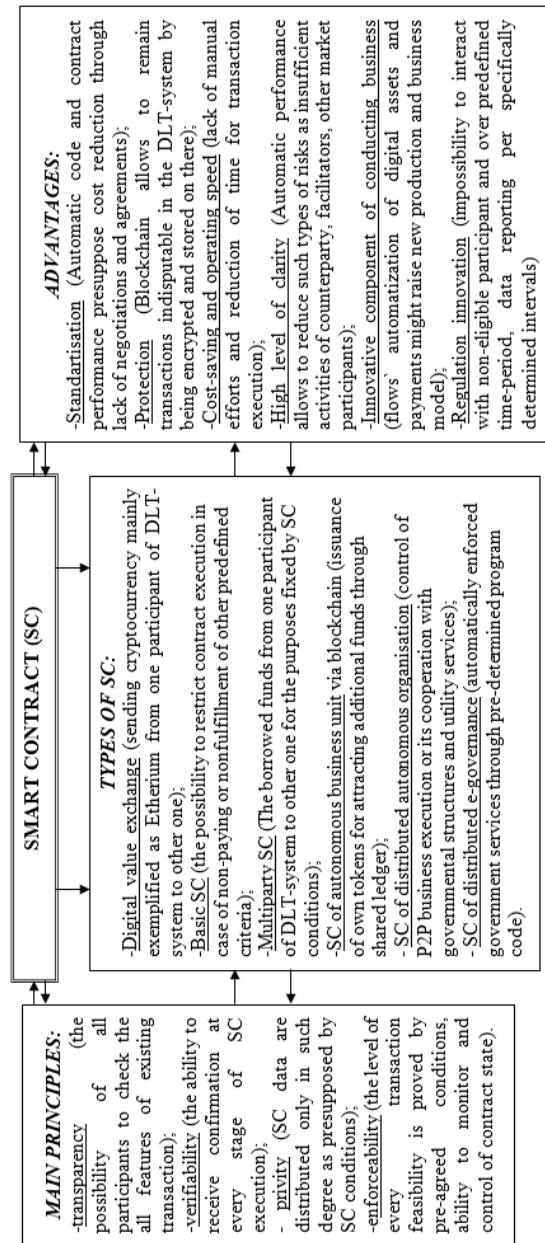 SMART CONTRACT (SC)
MAIN PRINCIPLES:
-transparency (the
possibility of all
participants to check the
all features of existing
transaction);
-verifiability (the ability to
receive confirmation at
every stage of SC
execution);
- privity (SC data are
distributed only in such
degree as presupposed by
SC conditions);
-enforceability (the level of
every transaction
feasibility is proved by
pre-agreed conditions,
ability to monitor and
control of contract state).
TYPES OF SC:
-Digital value exchange (sending cryptocurrency mainly
exemplified as Etherium from one participant of DLT-
system to other one);
-Basic SC (the possibility to restrict contract execution in
case of non-paying or nonfulfillment of other predefined
criteria);
-Multiparty SC (The borrowed funds from one participant
of DLT-system to other one for the purposes fixed by SC
conditions);
-SC of autonomous business unit via blockchain (issuance
of own tokens for attracting additional funds through
shared ledger);
- SC of distributed autonomous organisation (control of
P2P business execution or its cooperation with
governmental structures and utility services);
- SC of distributed e-governance (automatically enforced
government services through pre-determined program
code).
ADVANTAGES:
-Standartisation (Automatic code and contract
performance presuppose cost reduction through
lack of negotiations and agreements);
-Protection (Blockchain allows to remain
transactions indisputable in the DLT-system by
being encrypted and stored on there);
-Cost-saving and operating speed (lack of manual
efforts and reduction of time for transaction
execution);
-High level of clarity (Automatic performance
allows to reduce such types of risks as insufficient
activities of counterparty, facilitators, other market
participants);
-Innovative component of conducting business
(flows` automatization of digital assets and
payments might raise new production and business
model);
-Regulation innovation (impossibility to interact
with non-eligible participant and over predefined
time-period, data reporting per specifically
determined intervals)